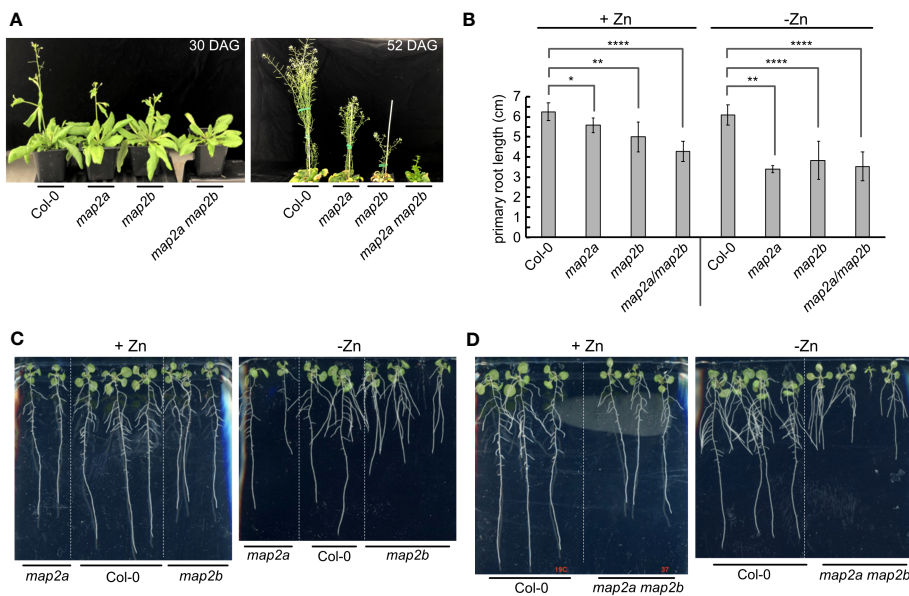 A
30 DAG
52 DAG
Col-0
map2a
map2b
map2a map2b
Col-0
map2a
map2b
map2a map2b
B
+ Zn
-Zn
****
**
*
****
****
**
primary root length (cm)
7
6
5
4
3
2
1
0
Col-0
map2a
map2b
map2a/map2b
Col-0
map2a
map2b
map2a/map2b
C
+ Zn
-Zn
map2a
Col-0
map2b
map2a
Col-0
map2b
D
+ Zn
-Zn
19C
37
Col-0
map2a map2b
Col-0
map2a map2b